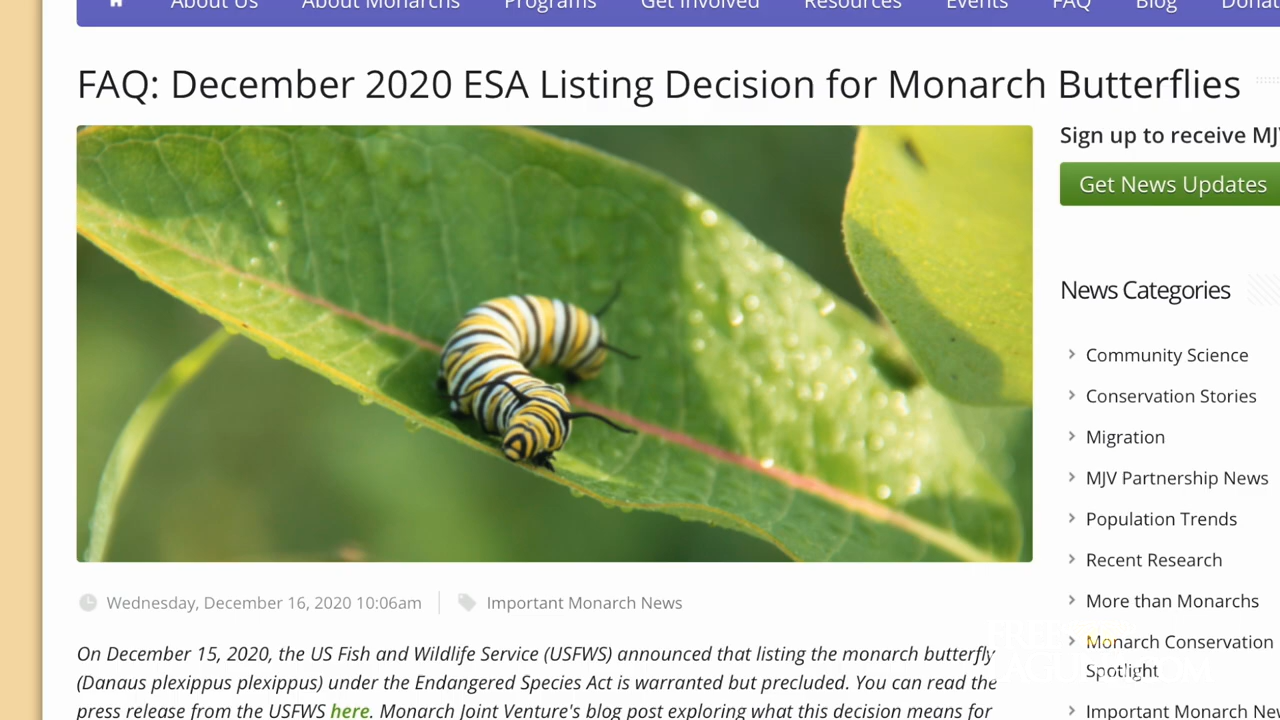 About Us About Monarchs Programs Get Involved Resources Events FAQ Blog Donat
FAQ: December 2020 ESA Listing Decision for Monarch Butterflies
Sign up to receive MJV
Get News Updates
News Categories
Community Science
Conservation Stories
Migration
MJV Partnership News
Population Trends
Recent Research
More than Monarchs
Monarch Conservation
Spotlight
Important Monarch New
Wednesday, December 16, 2020 10:06am Important Monarch News
On December 15, 2020, the US Fish and Wildlife Service (USFWS) announced that listing the monarch butterfly
(Danaus plexippus plexippus) under the Endangered Species Act is warranted but precluded. You can read the
press release from the USFWS here. Monarch Joint Venture's blog post exploring what this decision means for